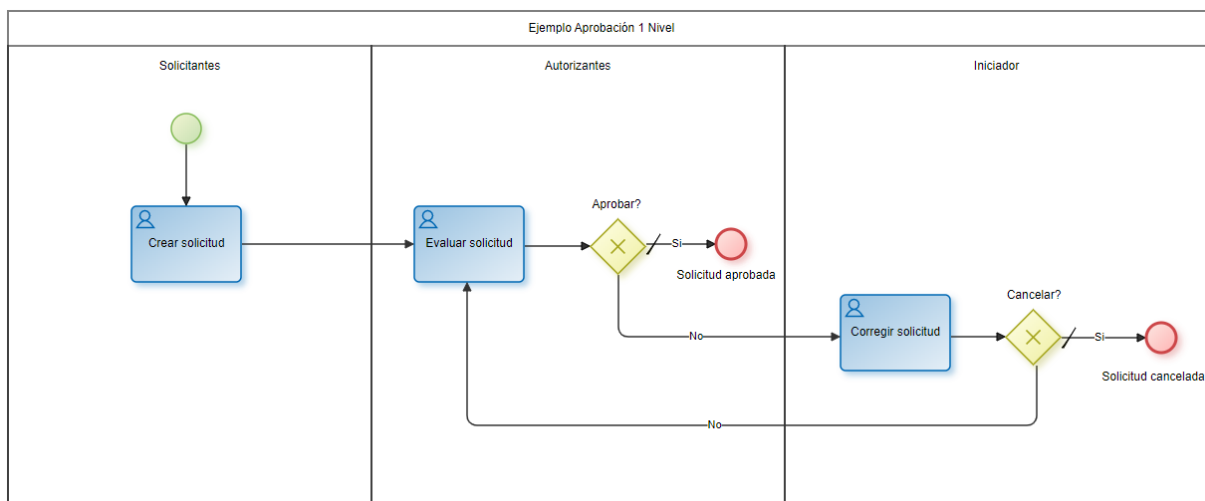 Ejemplo Aprobación 1 Nivel
Solicitantes
Autorizantes
Iniciador
Crear solicitud
Evaluar solicitud
Aprobar?
Si
Solicitud aprobada
No
Corregir solicitud
Cancelar?
Si
Solicitud cancelada
No